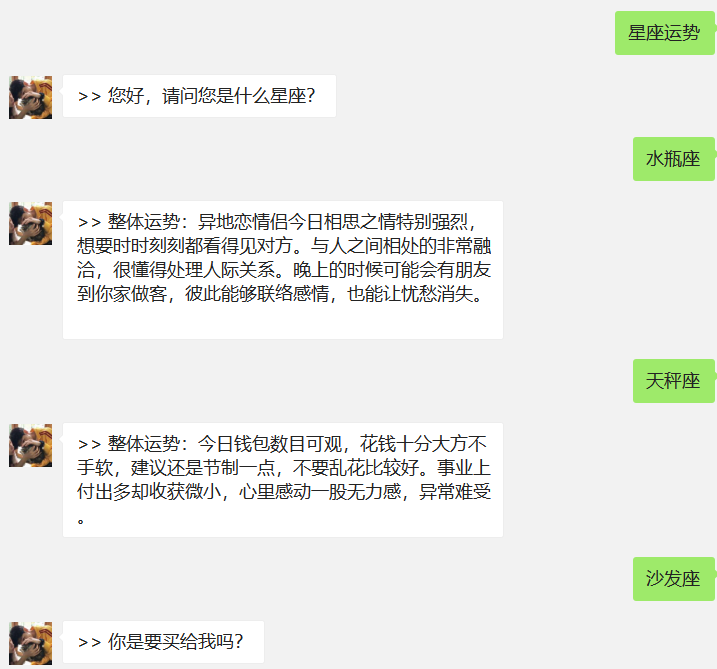 星座运势
>> 您好，请问您是什么星座？
水瓶座
>> 整体运势：异地恋情侣今日相思之情特别强烈，
想要时时刻刻都看得见对方。与人之间相处的非常融
洽，很懂得处理人际关系。晚上的时候可能会有朋友
到你家做客，彼此能够联络感情，也能让忧愁消失。
天秤座
>> 整体运势：今日钱包数目可观，花钱十分大方不
手软，建议还是节制一点，不要乱花比较好。事业上
付出多却收获微小，心里感动一股无力感，异常难受
。
沙发座
>> 你是要买给我吗？